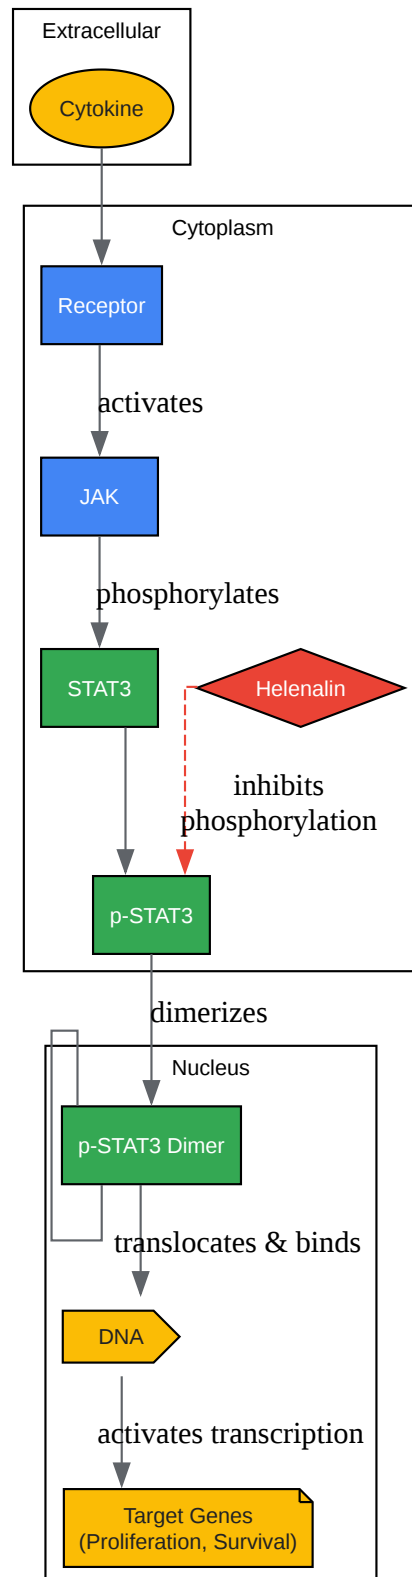 Extracellular
Cytokine
Cytoplasm
Receptor
activates
JAK
phosphorylates
STAT3
Helenalin
inhibits
phosphorylation
p-STAT3
dimerizes
Nucleus
p-STAT3 Dimer
translocates & binds
DNA
activates transcription
Target Genes
(Proliferation, Survival)